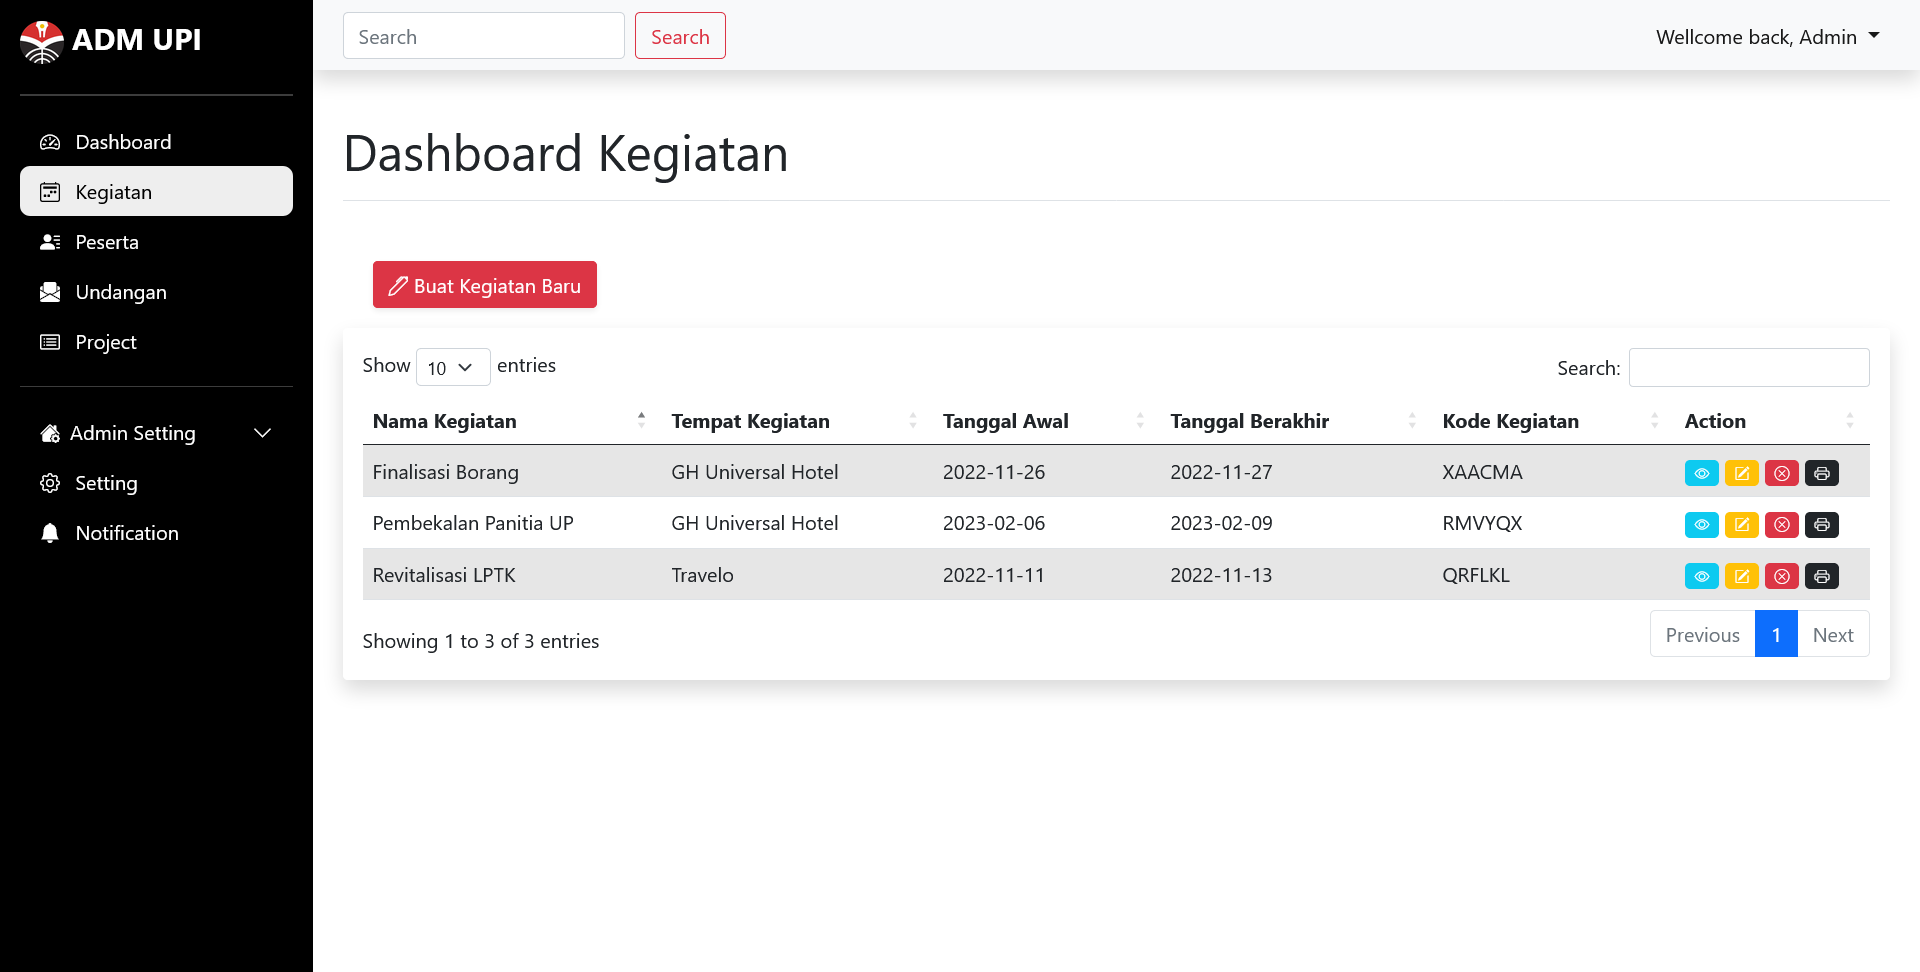 ADM UPI
Search
Search
Wellcome back, Admin
Dashboard
Kegiatan
Peserta
Undangan
Project
Admin Setting
Setting
Notification
Dashboard Kegiatan
Buat Kegiatan Baru
Show 10 entries
Search:
Nama Kegiatan Tempat Kegiatan Tanggal Awal Tanggal Berakhir Kode Kegiatan Action
Finalisasi Borang GH Universal Hotel 2022-11-26 2022-11-27 XAACMA
Pembekalan Panitia UP GH Universal Hotel 2023-02-06 2023-02-09 RMVYQX
Revitalisasi LPTK Travelo 2022-11-11 2022-11-13 QRFLKL
Showing 1 to 3 of 3 entries
Previous 1 Next